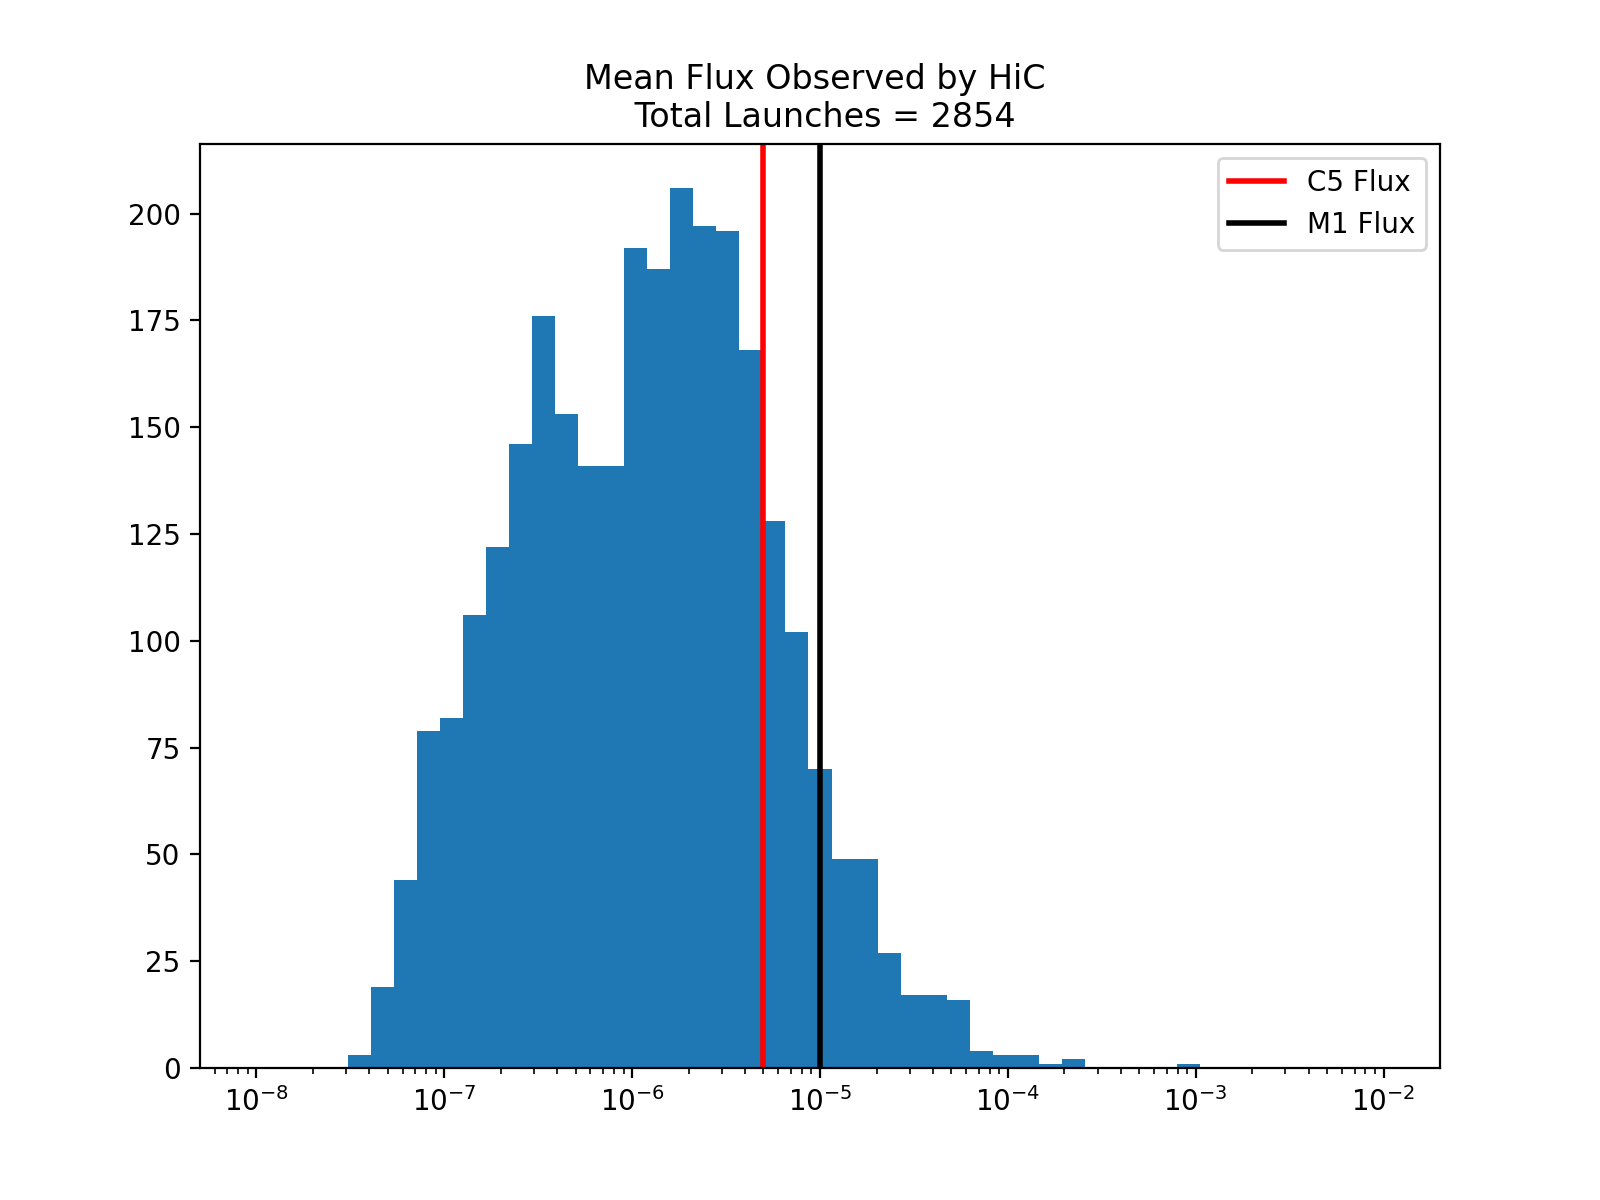 Mean Flux Observed by HiC
Total Launches = 2854
C5 Flux
M1 Flux
200
175
150
125
100
75
50
25
0
10⁻⁸ 10⁻⁷ 10⁻⁶ 10⁻⁵ 10⁻⁴ 10⁻³ 10⁻²